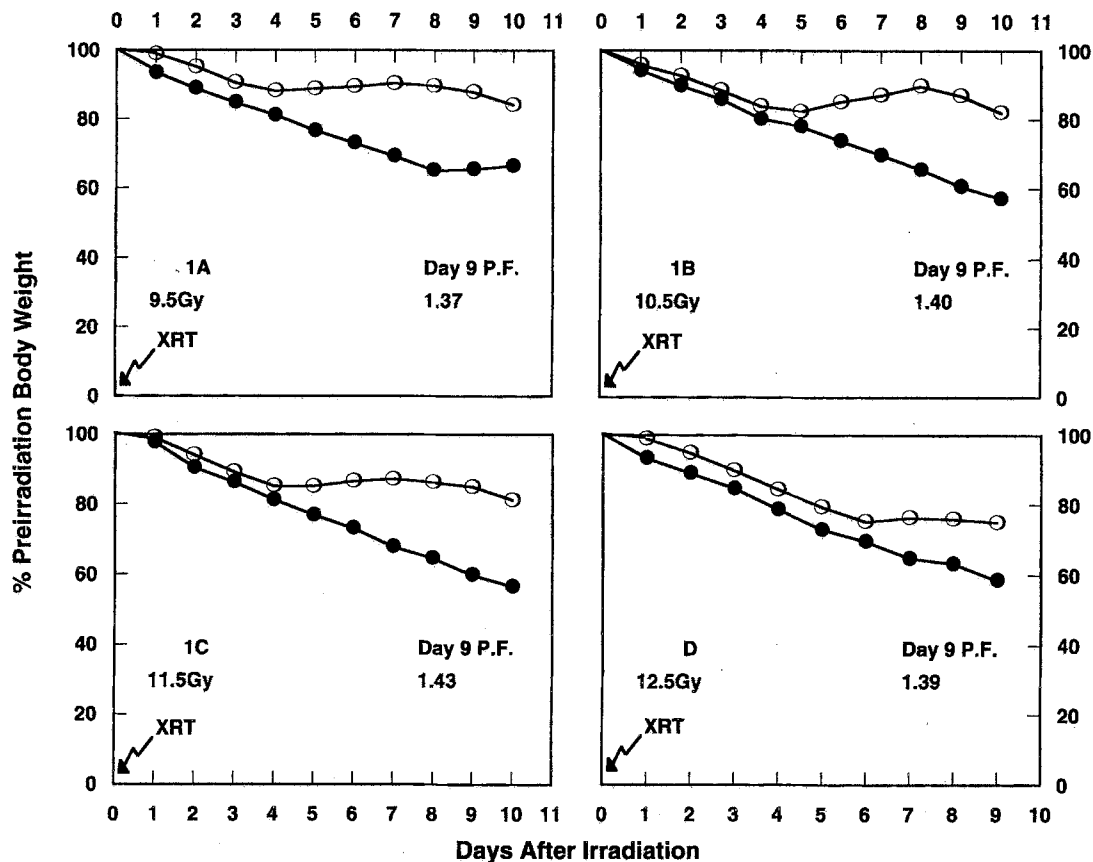 0 1 2 3 4 5 6 7 8 9 10 11
0 1 2 3 4 5 6 7 8 9 10 11
% Preirradiation Body Weight
100
80
60
40
20
0
1A
9.5Gy
Day 9 P.F.
1.37
XRT
1B
10.5Gy
Day 9 P.F.
1.40
XRT
100
80
60
40
20
0
100
80
60
40
20
0
1C
11.5Gy
Day 9 P.F.
1.43
XRT
D
12.5Gy
Day 9 P.F.
1.39
XRT
100
80
60
40
20
0
0 1 2 3 4 5 6 7 8 9 10 11
0 1 2 3 4 5 6 7 8 9 10
Days After Irradiation